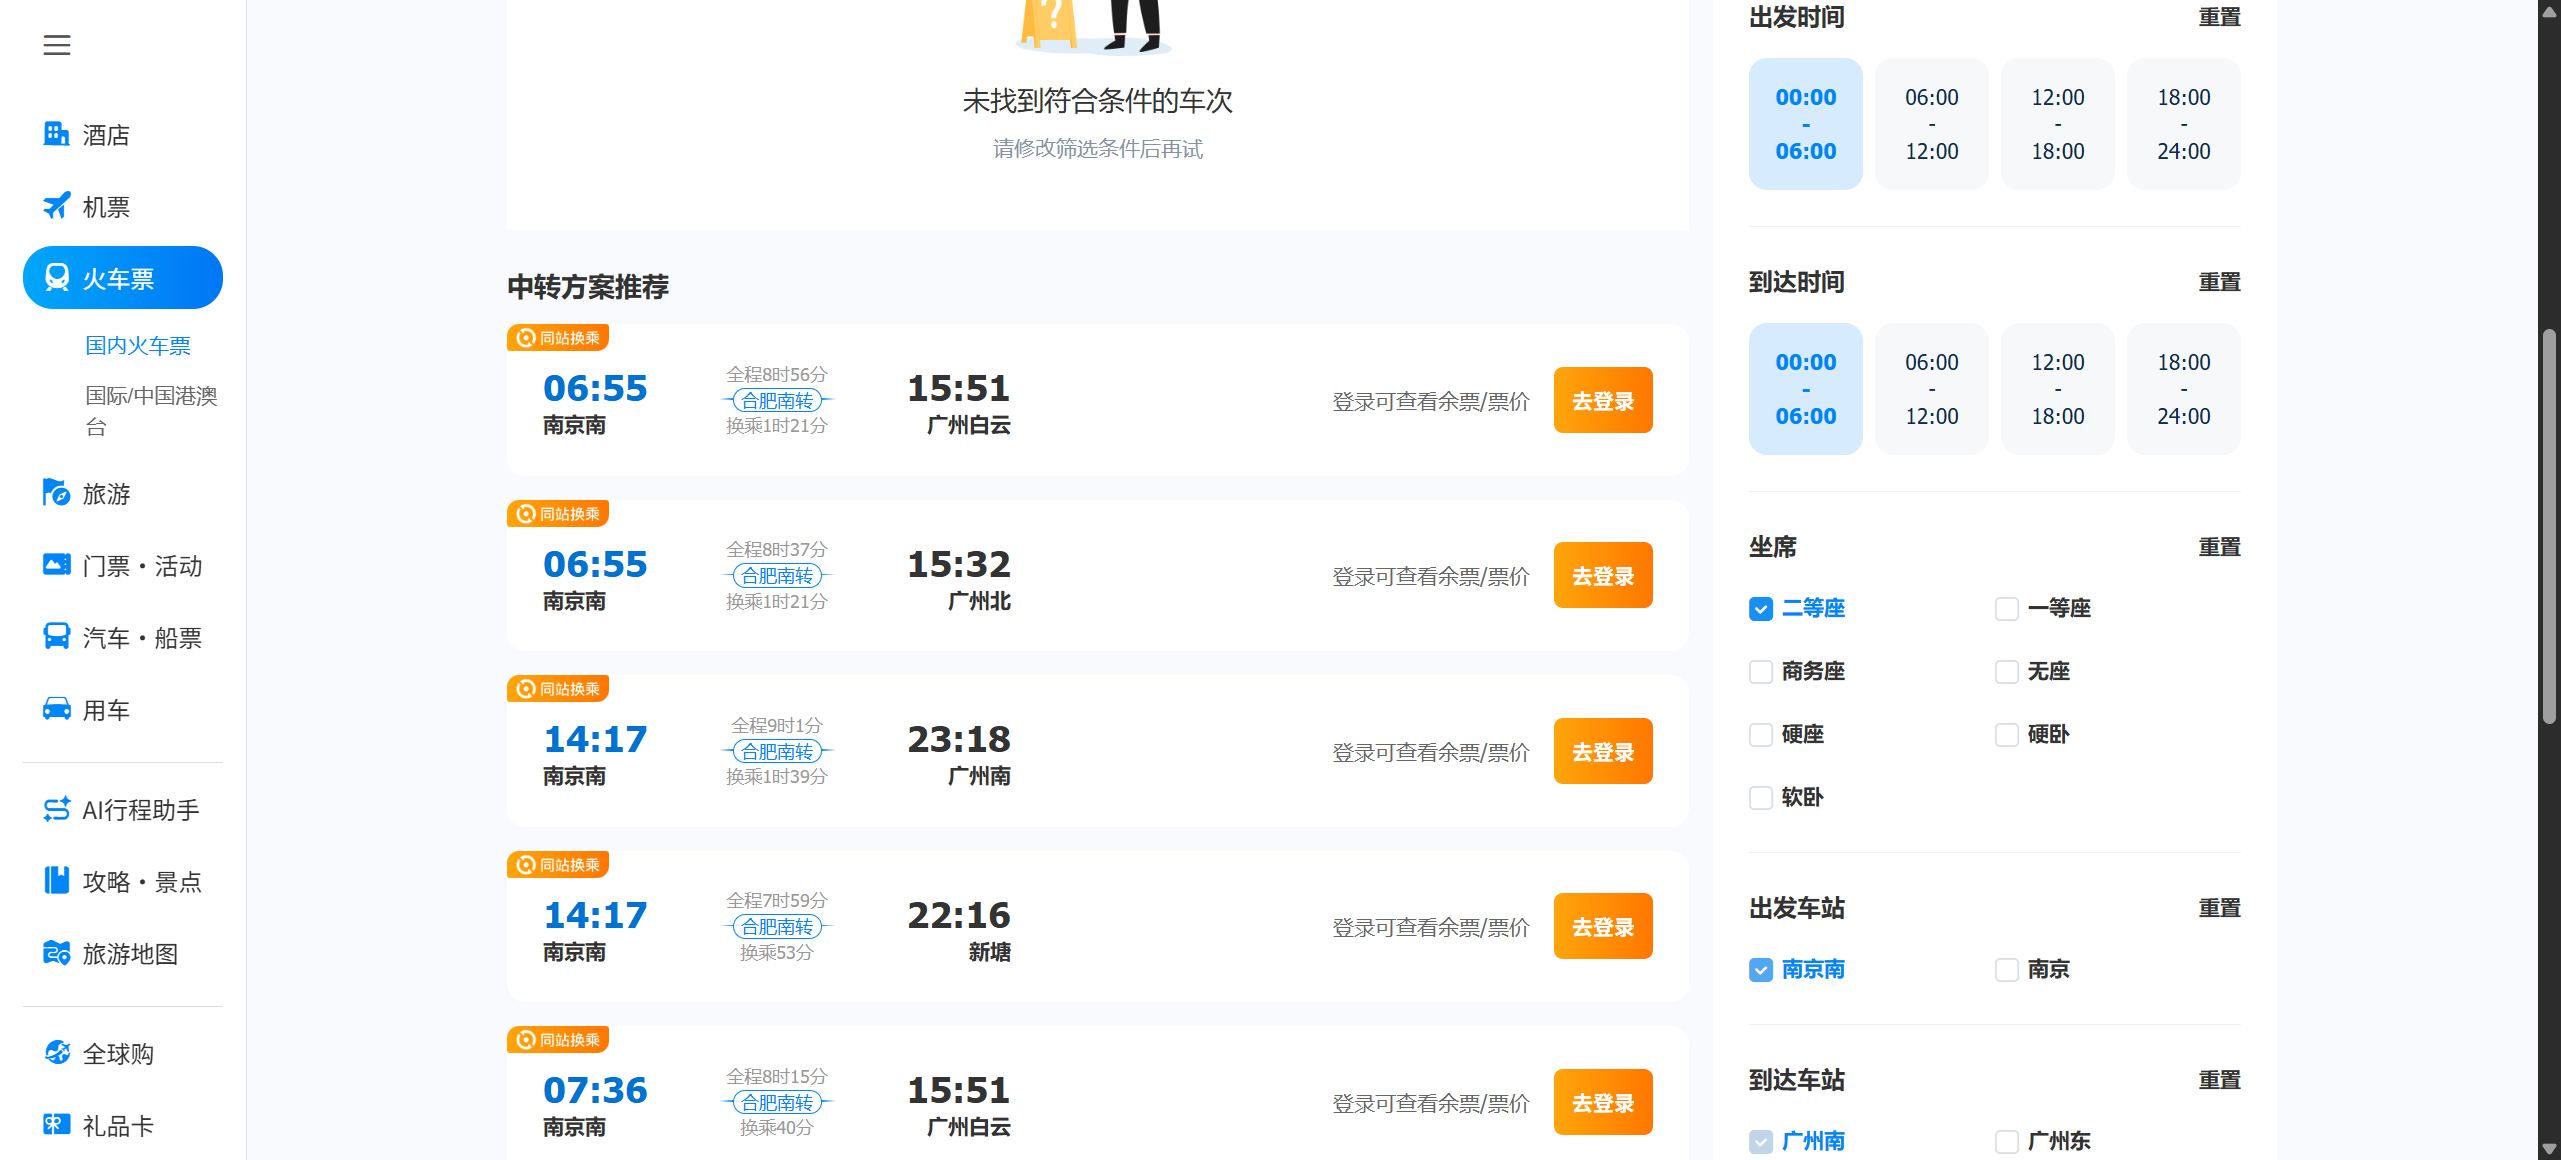 酒店
机票
火车票
国内火车票
国际/中国港澳
台
旅游
门票・活动
汽车・船票
用车
AI行程助手
攻略・景点
旅游地图
全球购
礼品卡
?
未找到符合条件的车次
请修改筛选条件后再试
中转方案推荐
同站换乘
06:55
南京南
全程8时56分
合肥南转
换乘1时21分
15:51
广州白云
登录可查看余票/票价
去登录
同站换乘
06:55
南京南
全程8时37分
合肥南转
换乘1时21分
15:32
广州北
登录可查看余票/票价
去登录
同站换乘
14:17
南京南
全程9时1分
合肥南转
换乘1时39分
23:18
广州南
登录可查看余票/票价
去登录
同站换乘
14:17
南京南
全程7时59分
合肥南转
换乘53分
22:16
新塘
登录可查看余票/票价
去登录
同站换乘
07:36
南京南
全程8时15分
合肥南转
换乘40分
15:51
广州白云
登录可查看余票/票价
去登录
出发时间
重置
00:00
-
06:00
06:00
-
12:00
12:00
-
18:00
18:00
-
24:00
到达时间
重置
00:00
-
06:00
06:00
-
12:00
12:00
-
18:00
18:00
-
24:00
坐席
重置
二等座
一等座
商务座
无座
硬座
硬卧
软卧
出发车站
重置
南京南
南京
到达车站
重置
广州南
广州东